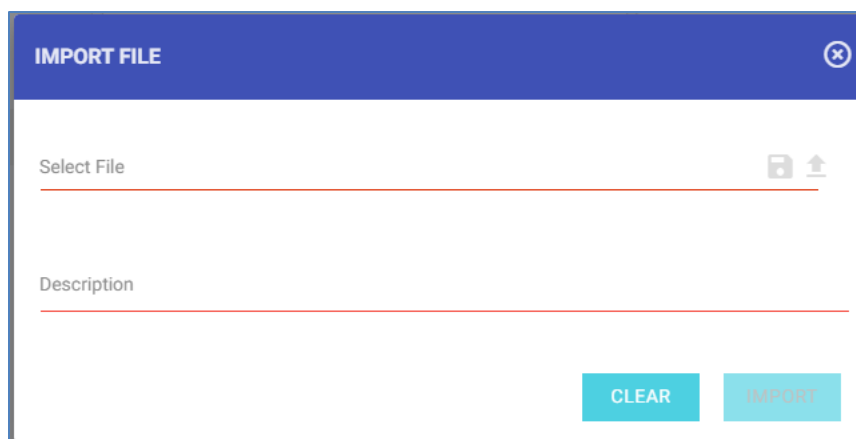 IMPORT FILE
Select File
Description
CLEAR
IMPORT